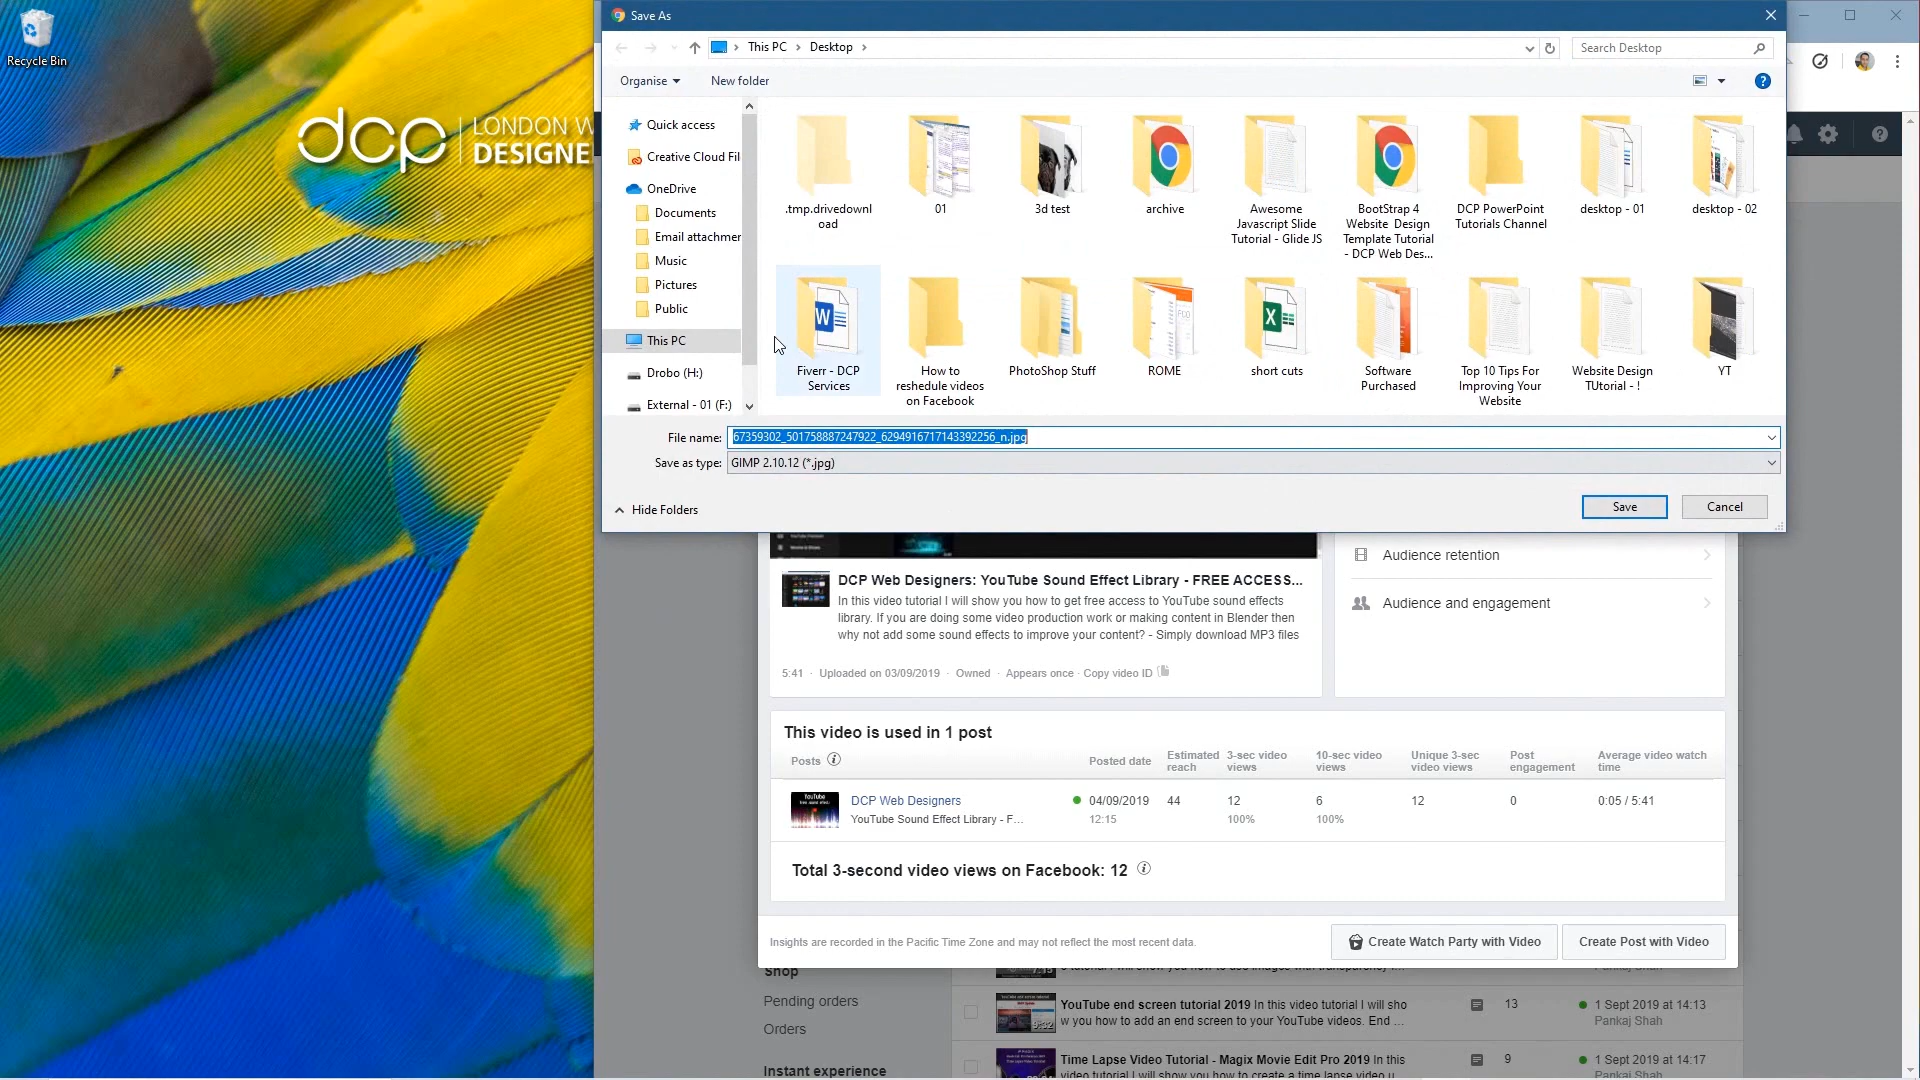 Recycle Bin
dcp
LONDON W
DESIGNE
Save As
This PC
Desktop
Search Desktop
Organise
New folder
Quick access
Creative Cloud Fil
OneDrive
Documents
Email attachmer
Music
Pictures
Public
This PC
Drobo (H:)
External - 01 (F:)
.tmp.drivedownl
oad
01
3d test
archive
Awesome
Javascript Slide
Tutorial - Glide JS
BootStrap 4
Website Design
Template Tutorial
- DCP Web Des...
DCP PowerPoint
Tutorials Channel
desktop - 01
desktop - 02
Fiverr - DCP
Services
How to
reshedule videos
on Facebook
PhotoShop Stuff
ROME
short cuts
Software
Purchased
Top 10 Tips For
Improving Your
Website
Website Design
TUtorial - !
YT
File name: 67359302_501758887247922_6294916717143392256_n.jpg
Save as type: GIMP 2.10.12 (*.jpg)
Hide Folders
Save
Cancel
Audience retention
Audience and engagement
DCP Web Designers: YouTube Sound Effect Library - FREE ACCESS...
In this video tutorial I will show you how to get free access to YouTube sound effects
library. If you are doing some video production work or making content in Blender then
why not add some sound effects to improve your content? - Simply download MP3 files
5:41 · Uploaded on 03/09/2019 · Owned · Appears once · Copy video ID
This video is used in 1 post
Posts
Posted date
Estimated
reach
3-sec video
views
10-sec video
views
Unique 3-sec
video views
Post
engagement
Average video watch
time
DCP Web Designers
YouTube Sound Effect Library - F...
04/09/2019
12:15
44
12
100%
6
100%
12
0
0:05 / 5:41
Total 3-second video views on Facebook: 12
Insights are recorded in the Pacific Time Zone and may not reflect the most recent data.
Create Watch Party with Video
Create Post with Video
Shop
Pending orders
Orders
Instant experience
Pankaj Shah
YouTube end screen tutorial 2019 In this video tutorial I will sho
w you how to add an end screen to your YouTube videos. End ...
13
1 Sept 2019 at 14:13
Pankaj Shah
Time Lapse Video Tutorial - Magix Movie Edit Pro 2019 In this
video tutorial I will show you how to create a time lapse video u
9
1 Sept 2019 at 14:17
Pankaj Shah